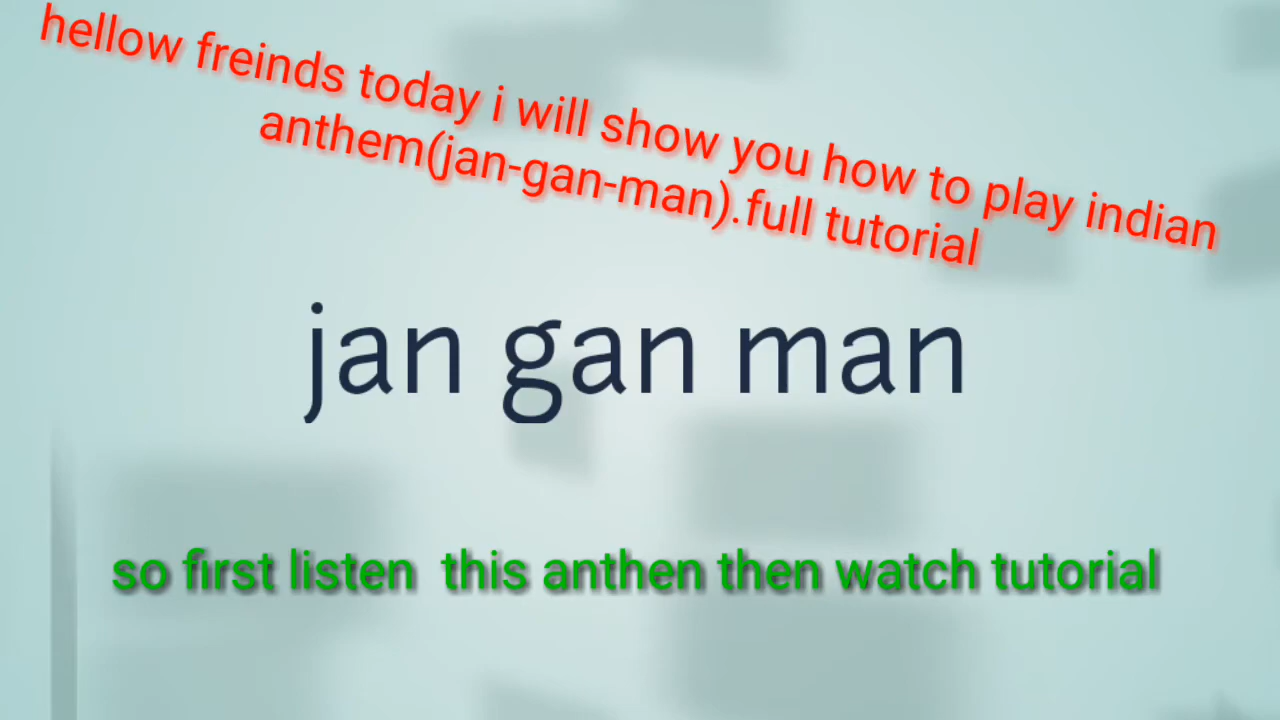 hellow freinds today i will show you how to play indian
anthem(jan-gan-man).full tutorial
jan gan man
so first listen  this anthen then watch tutorial